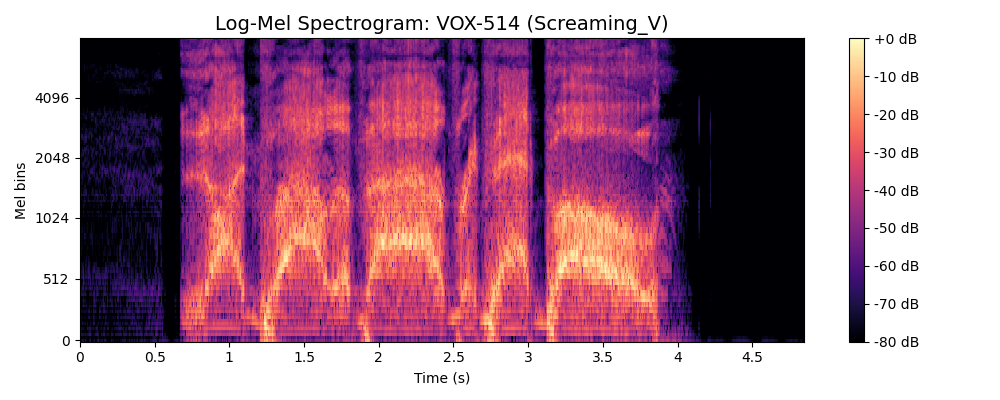 Log-Mel Spectrogram: VOX-514 (Screaming_V)
+0 dB
-10 dB
-20 dB
-30 dB
-40 dB
-50 dB
-60 dB
-70 dB
-80 dB
Mel bins
4096
2048
1024
512
0
0 0.5 1 1.5 2 2.5 3 3.5 4 4.5
Time (s)